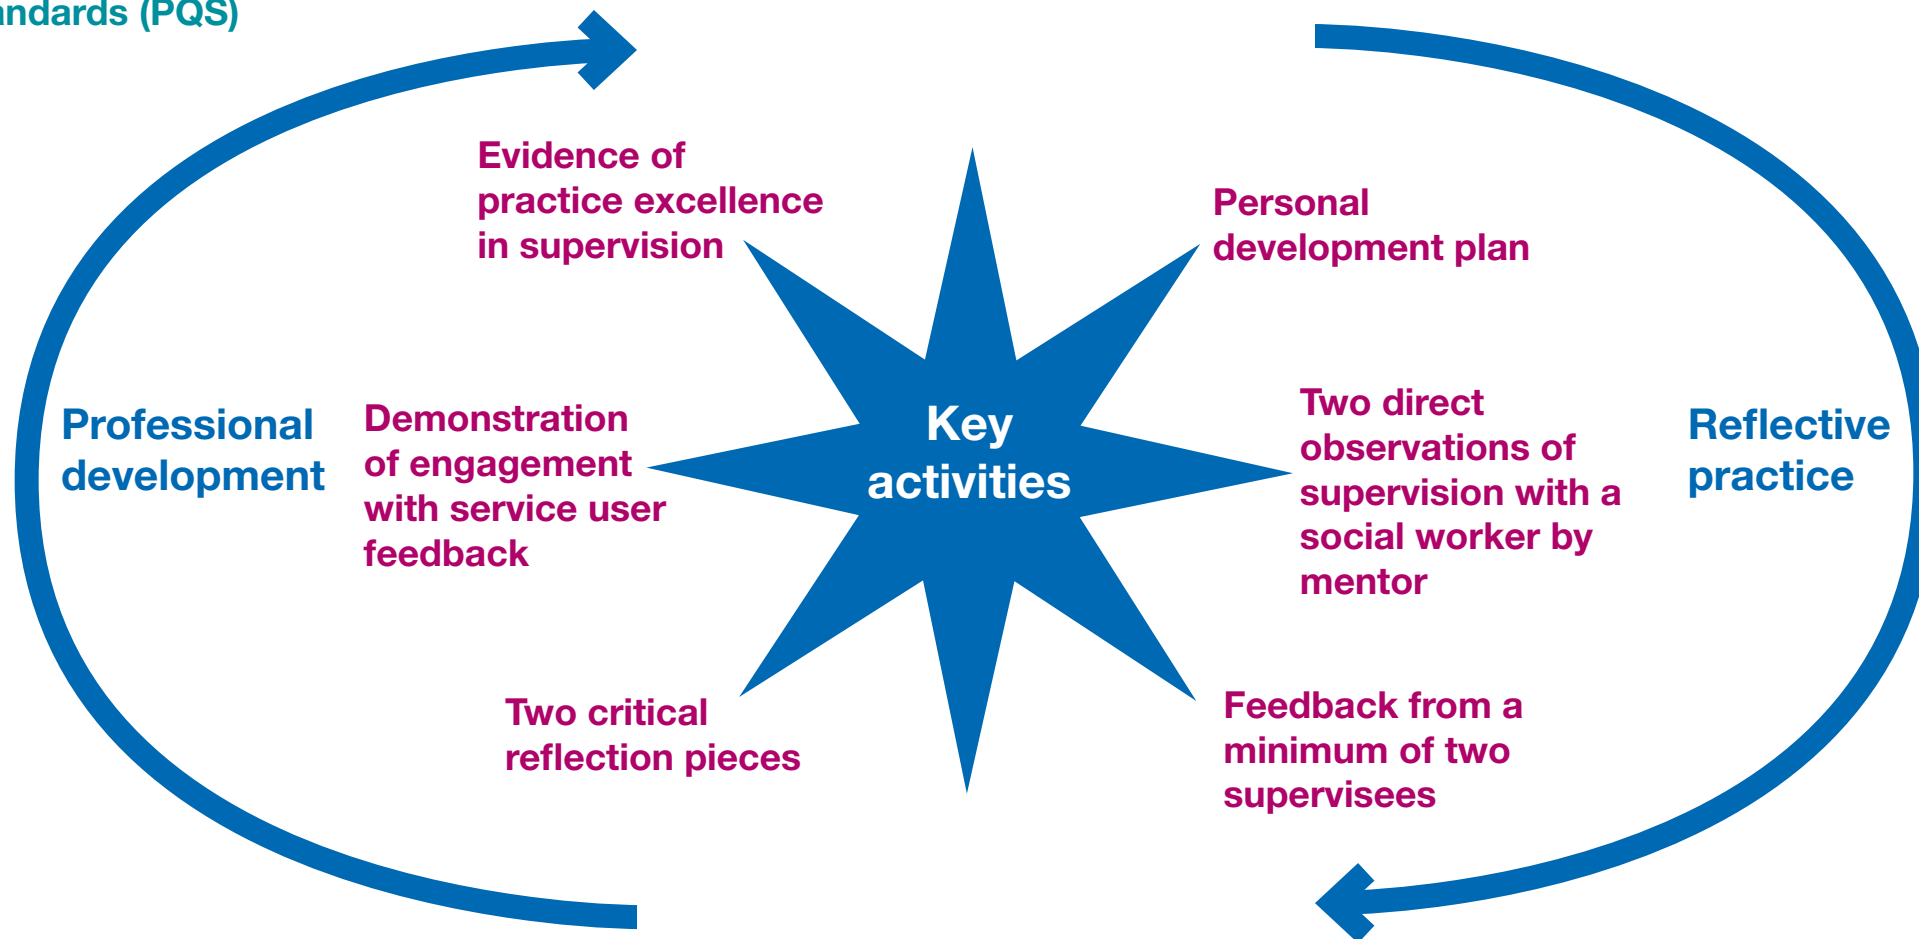 andards (PQS)
Evidence of
practice excellence
in supervision
Personal
development plan
Professional
development
Demonstration
of engagement
with service user
feedback
Key
activities
Two direct
observations of
supervision with a
social worker by
mentor
Reflective
practice
Two critical
reflection pieces
Feedback from a
minimum of two
supervisees